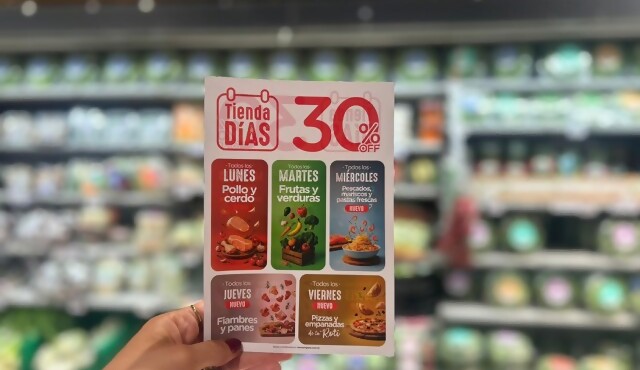 Tienda
DÍAS
30% OFF
Todos los
LUNES
Pollo y
cerdo
Todos los
MARTES
Frutas y
verduras
Todos los
MIÉRCOLES
Pescados,
mariscos y
pastas frescas
NUEVO
Todos los
JUEVES
NUEVO
Fiambres
y panes
Todos los
VIERNES
NUEVO
Pizzas y
empanadas
de la Roti